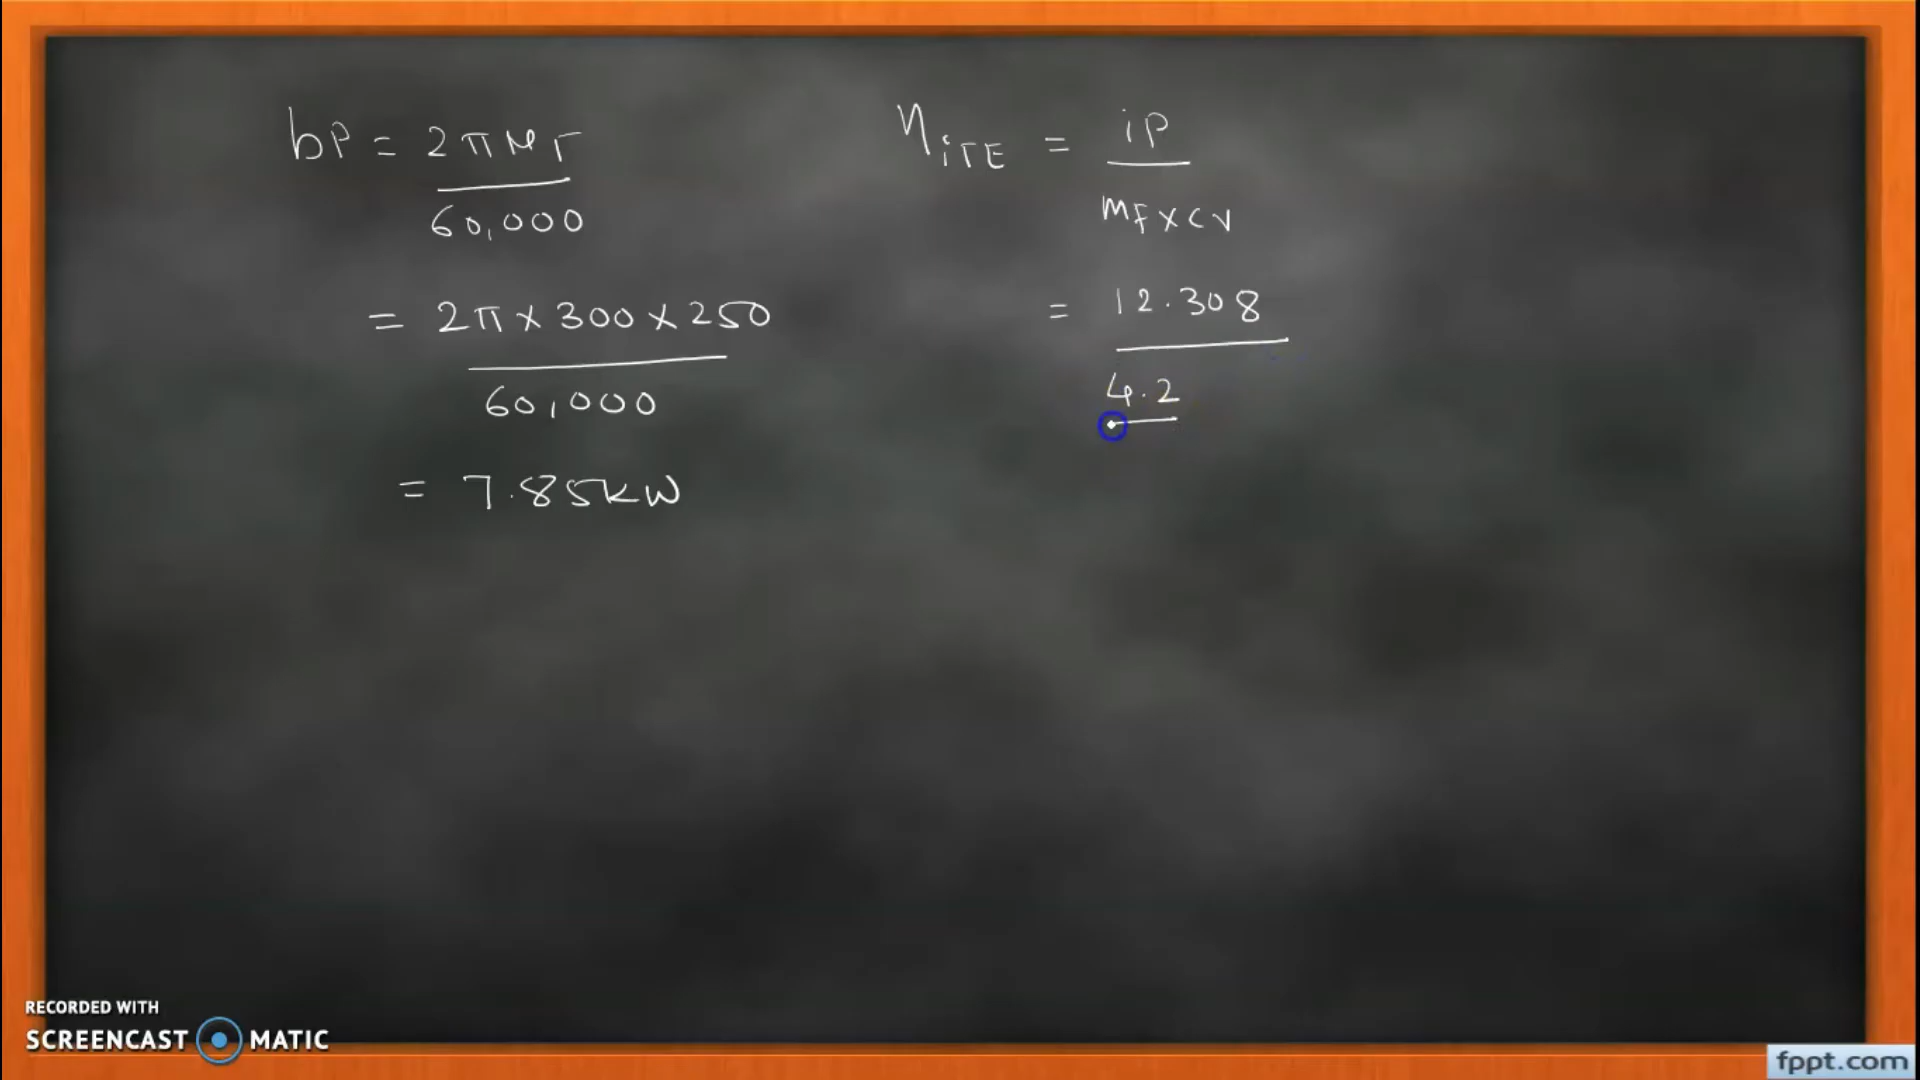 bP = 2πNT
60,000
= 2π × 300 × 250
60,000
= 7.85kW
ηiTE = iP
mf × cv
= 12.308
4.2
RECORDED WITH
SCREENCAST MATIC
fppt.com